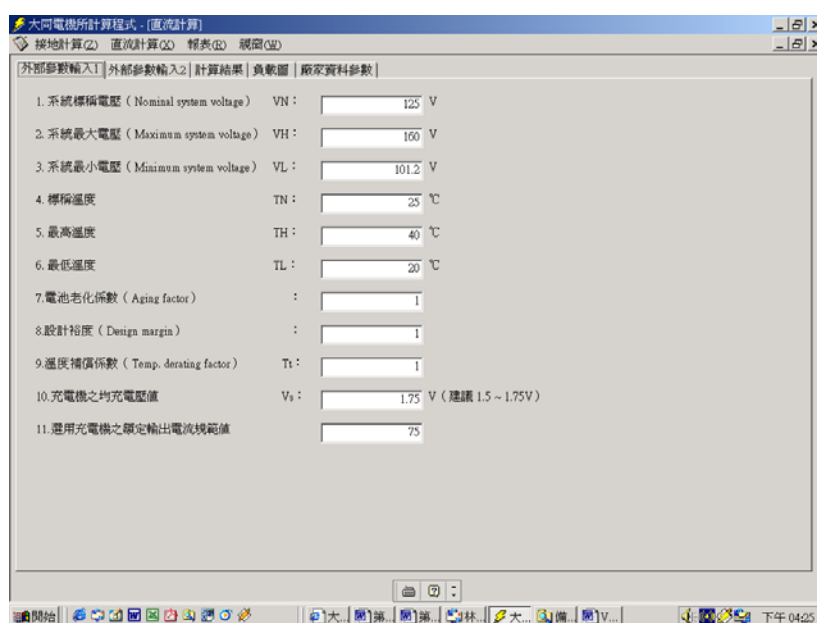 大同電機所計算程式 - [直流計算]
接地計算(Z) 直流計算(X) 報表(R) 視窗(W)
外部參數輸入1 外部參數輸入2 計算結果 負載圖 廠家資料參數
1. 系統標稱電壓 ( Nominal system voltage ) VN : 125 V
2. 系統最大電壓 ( Maximum system voltage ) VH : 160 V
3. 系統最小電壓 ( Minimum system voltage ) VL : 101.2 V
4. 標稱溫度 TN : 25 ℃
5. 最高溫度 TH : 40 ℃
6. 最低溫度 TL : 20 ℃
7.電池老化係數 ( Aging factor ) : 1
8.設計裕度 ( Design margin ) : 1
9.溫度補償係數 ( Temp. derating factor ) Tt : 1
10.充電機之均充電壓值 Vs : 1.75 V ( 建議 1.5 ~ 1.75V )
11.選用充電機之額定輸出電流規範值 75
開始 大... 第... 第... 林... 大... 備... V... 下午 04:25